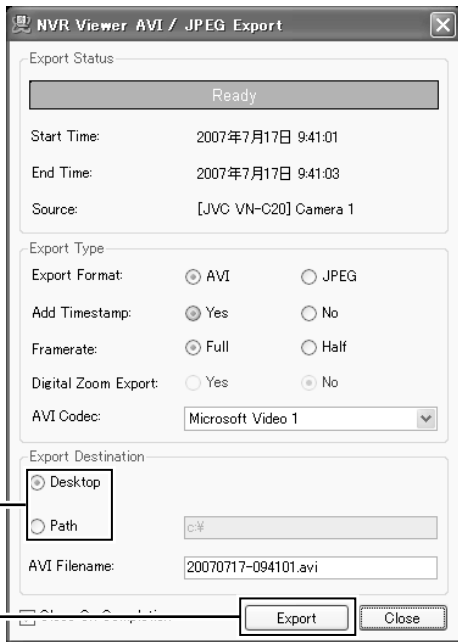 NVR Viewer AVI / JPEG Export
Export Status
Ready
Start Time: 2007年7月17日 9:41:01
End Time: 2007年7月17日 9:41:03
Source: [JVC VN-C20] Camera 1
Export Type
Export Format: AVI JPEG
Add Timestamp: Yes No
Framerate: Full Half
Digital Zoom Export: Yes No
AVI Codec: Microsoft Video 1
Export Destination
Desktop
Path c:¥
AVI Filename: 20070717-094101.avi
Close On Completion Export Close